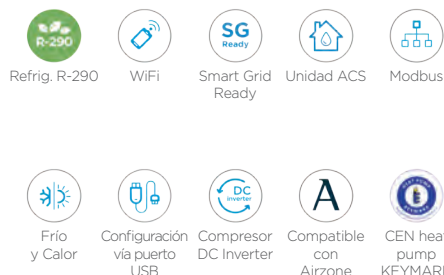 R-290
SG
Ready
Refrig. R-290 WiFi Smart Grid Unidad ACS Modbus
Ready
DC
Inverter
A
Frío Configuración Compresor Compatible CEN heat
y Calor vía puerto DC Inverter con pump
USB Airzone KEYMARK